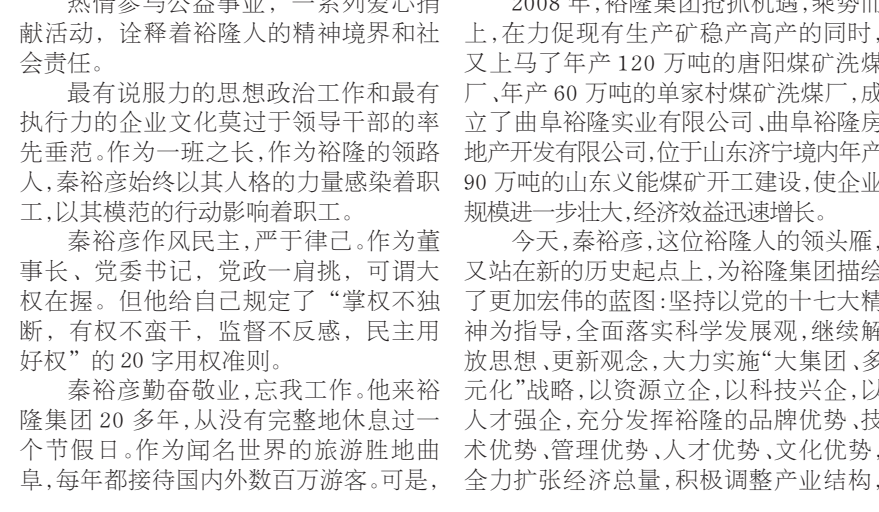 热情参与公益事业，一系列爱心捐
献活动，诠释着裕隆人的精神境界和社
会责任。
最有说服力的思想政治工作和最有
执行力的企业文化莫过于领导干部的率
先垂范。作为一班之长，作为裕隆的领路
人，秦裕彦始终以其人格的力量感染着职
工，以其模范的行动影响着职工。
秦裕彦作风民主，严于律己。作为董
事长、党委书记，党政一肩挑，可谓大
权在握。但他给自己规定了“掌权不独
断，有权不蛮干，监督不反感，民主用
好权”的 20 字用权准则。
秦裕彦勤奋敬业，忘我工作。他来裕
隆集团 20 多年，从没有完整地休息过一
个节假日。作为闻名世界的旅游胜地曲
阜，每年都接待国内外数百万游客。可是，
2008 年，裕隆集团抢抓机遇，乘势而
上，在力促现有生产矿稳产高产的同时，
又上马了年产 120 万吨的唐阳煤矿洗煤
厂、年产 60 万吨的单家村煤矿洗煤厂，成
立了曲阜裕隆实业有限公司、曲阜裕隆房
地产开发有限公司，位于山东济宁境内年产
90 万吨的山东义能煤矿开工建设，使企业
规模进一步壮大，经济效益迅速增长。
今天，秦裕彦，这位裕隆人的领头雁，
又站在新的历史起点上，为裕隆集团描绘
了更加宏伟的蓝图：坚持以党的十七大精
神为指导，全面落实科学发展观，继续解
放思想、更新观念，大力实施“大集团、多
元化”战略，以资源立企，以科技兴企，以
人才强企，充分发挥裕隆的品牌优势、技
术优势、管理优势、人才优势、文化优势，
全力扩张经济总量，积极调整产业结构，